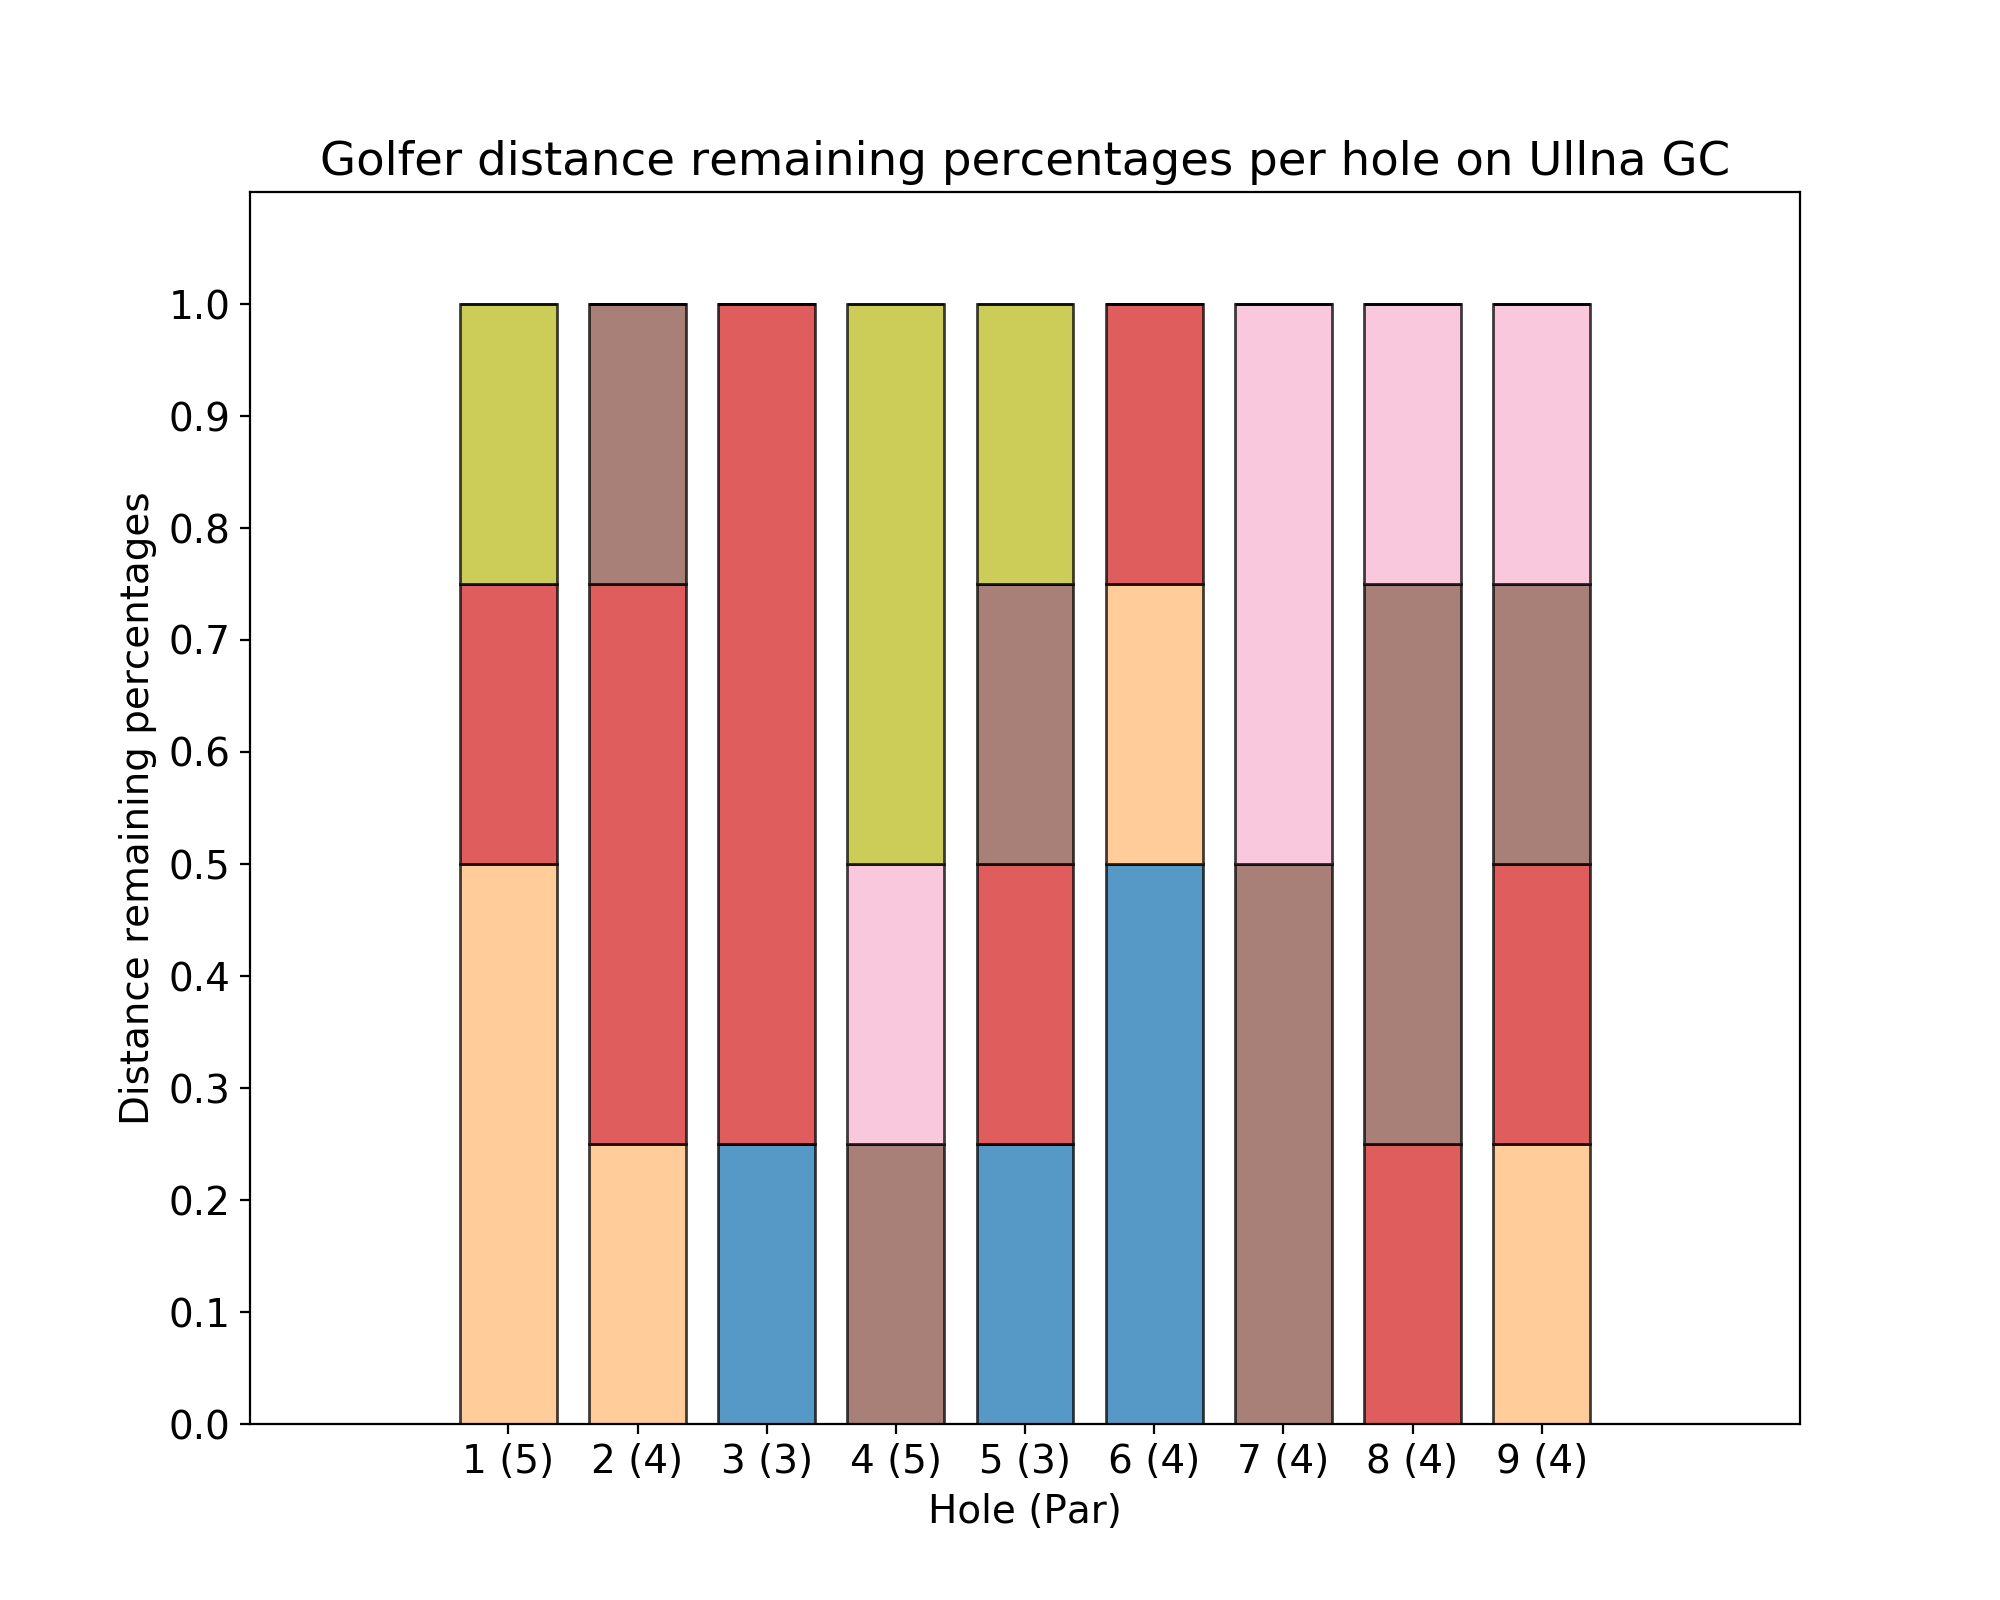 Golfer distance remaining percentages per hole on Ullna GC
Distance remaining percentages
1.0
0.9
0.8
0.7
0.6
0.5
0.4
0.3
0.2
0.1
0.0
1 (5) 2 (4) 3 (3) 4 (5) 5 (3) 6 (4) 7 (4) 8 (4) 9 (4)
Hole (Par)